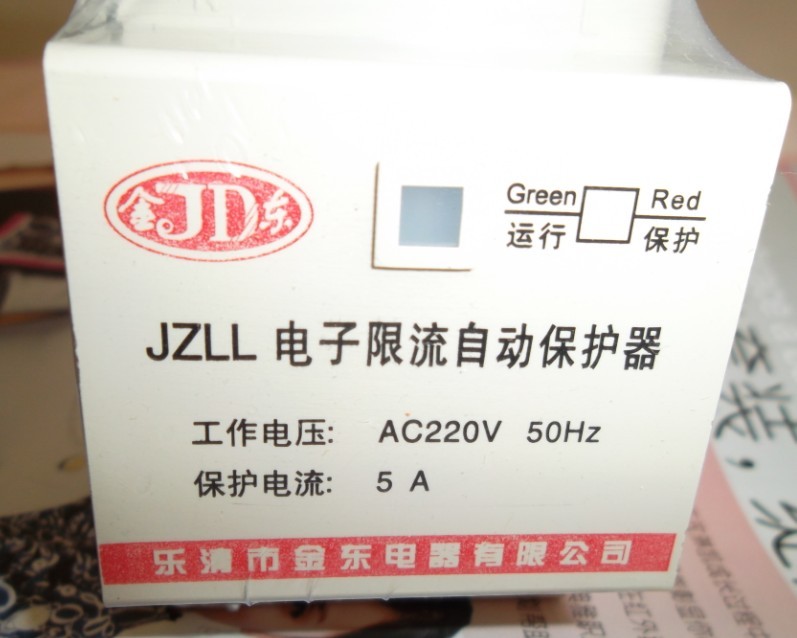 金JD东
Green Red
运行 保护
JZLL 电子限流自动保护器
工作电压: AC220V 50Hz
保护电流: 5 A
乐清市金东电器有限公司